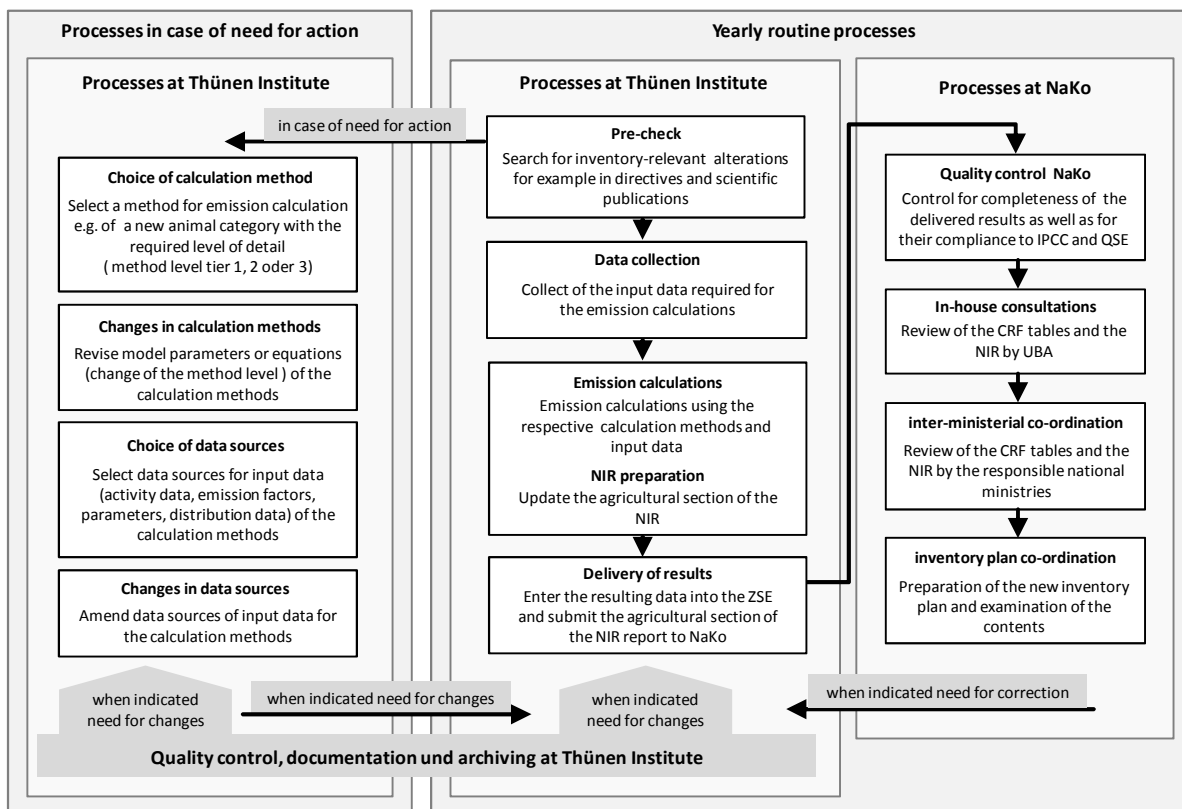 Processes in case of need for action
Processes at Thünen Institute
Choice of calculation method
Select a method for emission calculation
e.g. of a new animal category with the
required level of detail
( method level tier 1, 2 oder 3)
Changes in calculation methods
Revise model parameters or equations
(change of the method level ) of the
calculation methods
Choice of data sources
Select data sources for input data
(activity data, emission factors,
parameters, distribution data) of the
calculation methods
Changes in data sources
Amend data sources of input data for
the calculation methods
when indicated
need for changes
in case of need for action
when indicated need for changes
Yearly routine processes
Processes at Thünen Institute
Pre-check
Search for inventory-relevant alterations
for example in directives and scientific
publications
Data collection
Collect of the input data required for
the emission calculations
Emission calculations
Emission calculations using the
respective calculation methods and
input data
NIR preparation
Update the agricultural section of the
NIR
Delivery of results
Enter the resulting data into the ZSE
and submit the agricultural section of
the NIR report to NaKo
when indicated
need for changes
Processes at NaKo
Quality control NaKo
Control for completeness of the
delivered results as well as for
their compliance to IPCC and QSE
In-house consultations
Review of the CRF tables and the
NIR by UBA
inter-ministerial co-ordination
Review of the CRF tables and the
NIR by the responsible national
ministries
inventory plan co-ordination
Preparation of the new inventory
plan and examination of the
contents
when indicated need for correction
Quality control, documentation und archiving at Thünen Institute